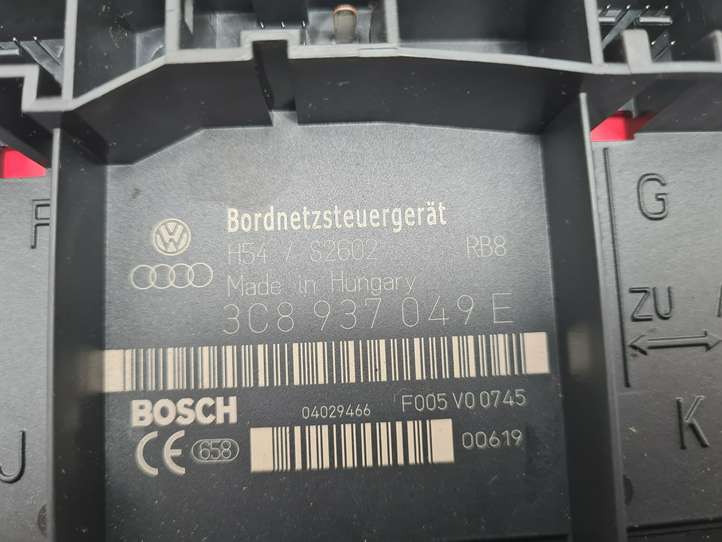 Bordnetzsteuergerät
H54 / S2602 RB8
Made in Hungary
3C8 937 049 E
BOSCH 04029466 F005 V0 0745
CE 658 00619
F G
ZU
J K